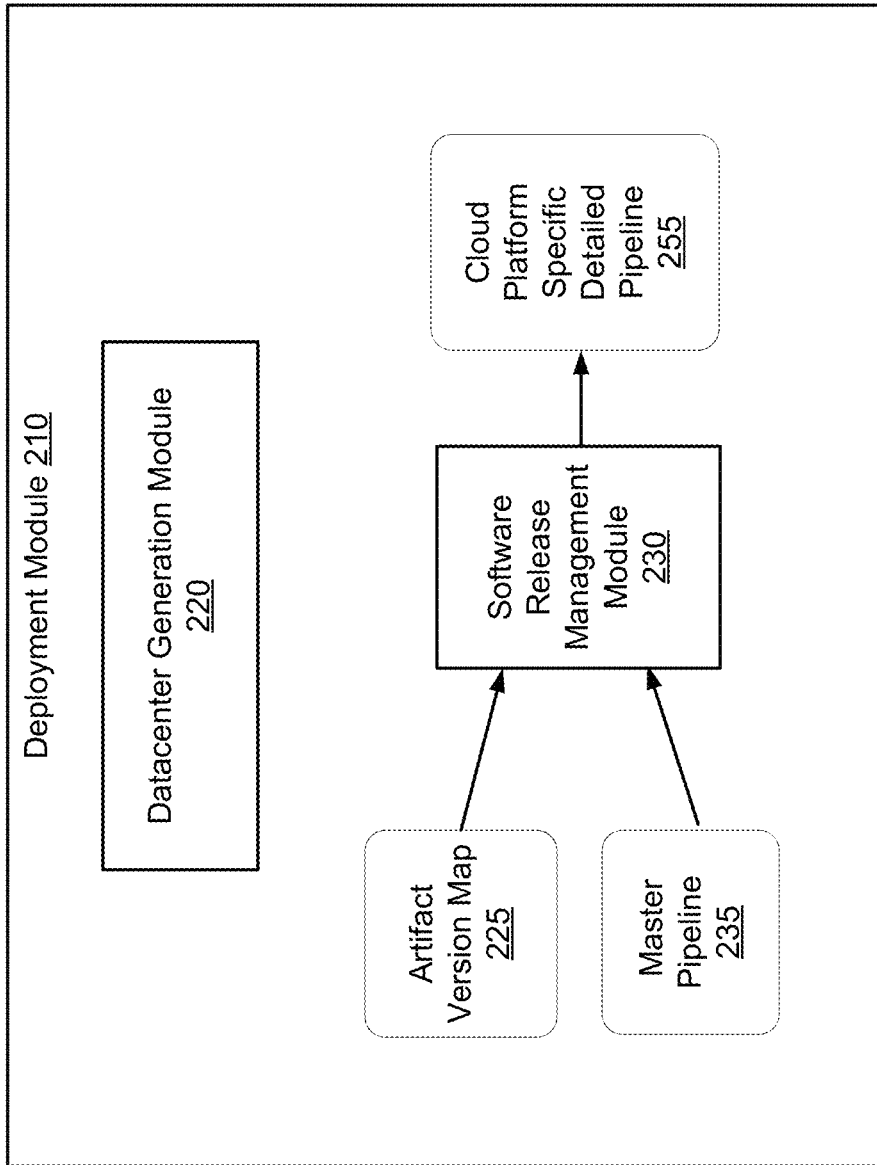 Deployment Module 210
Datacenter Generation Module
220
Artifact
Version Map
225
Master
Pipeline
235
Software
Release
Management
Module
230
Cloud
Platform
Specific
Detailed
Pipeline
255